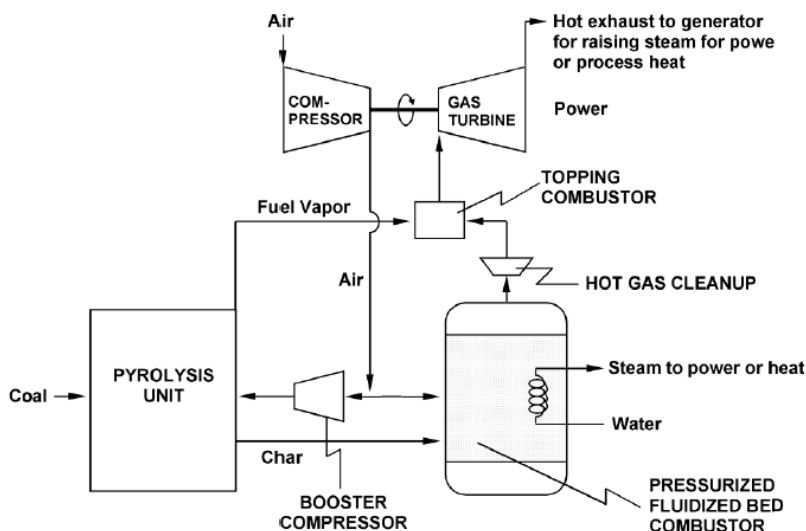 Air
Hot exhaust to generator
for raising steam for powe
or process heat
COM-
PRESSOR
GAS
TURBINE
Power
TOPPING
COMBUSTOR
Fuel Vapor
HOT GAS CLEANUP
Air
PYROLYSIS
UNIT
Steam to power or heat
Coal
Water
Char
BOOSTER
COMPRESSOR
PRESSURIZED
FLUIDIZED BED
COMBUSTOR